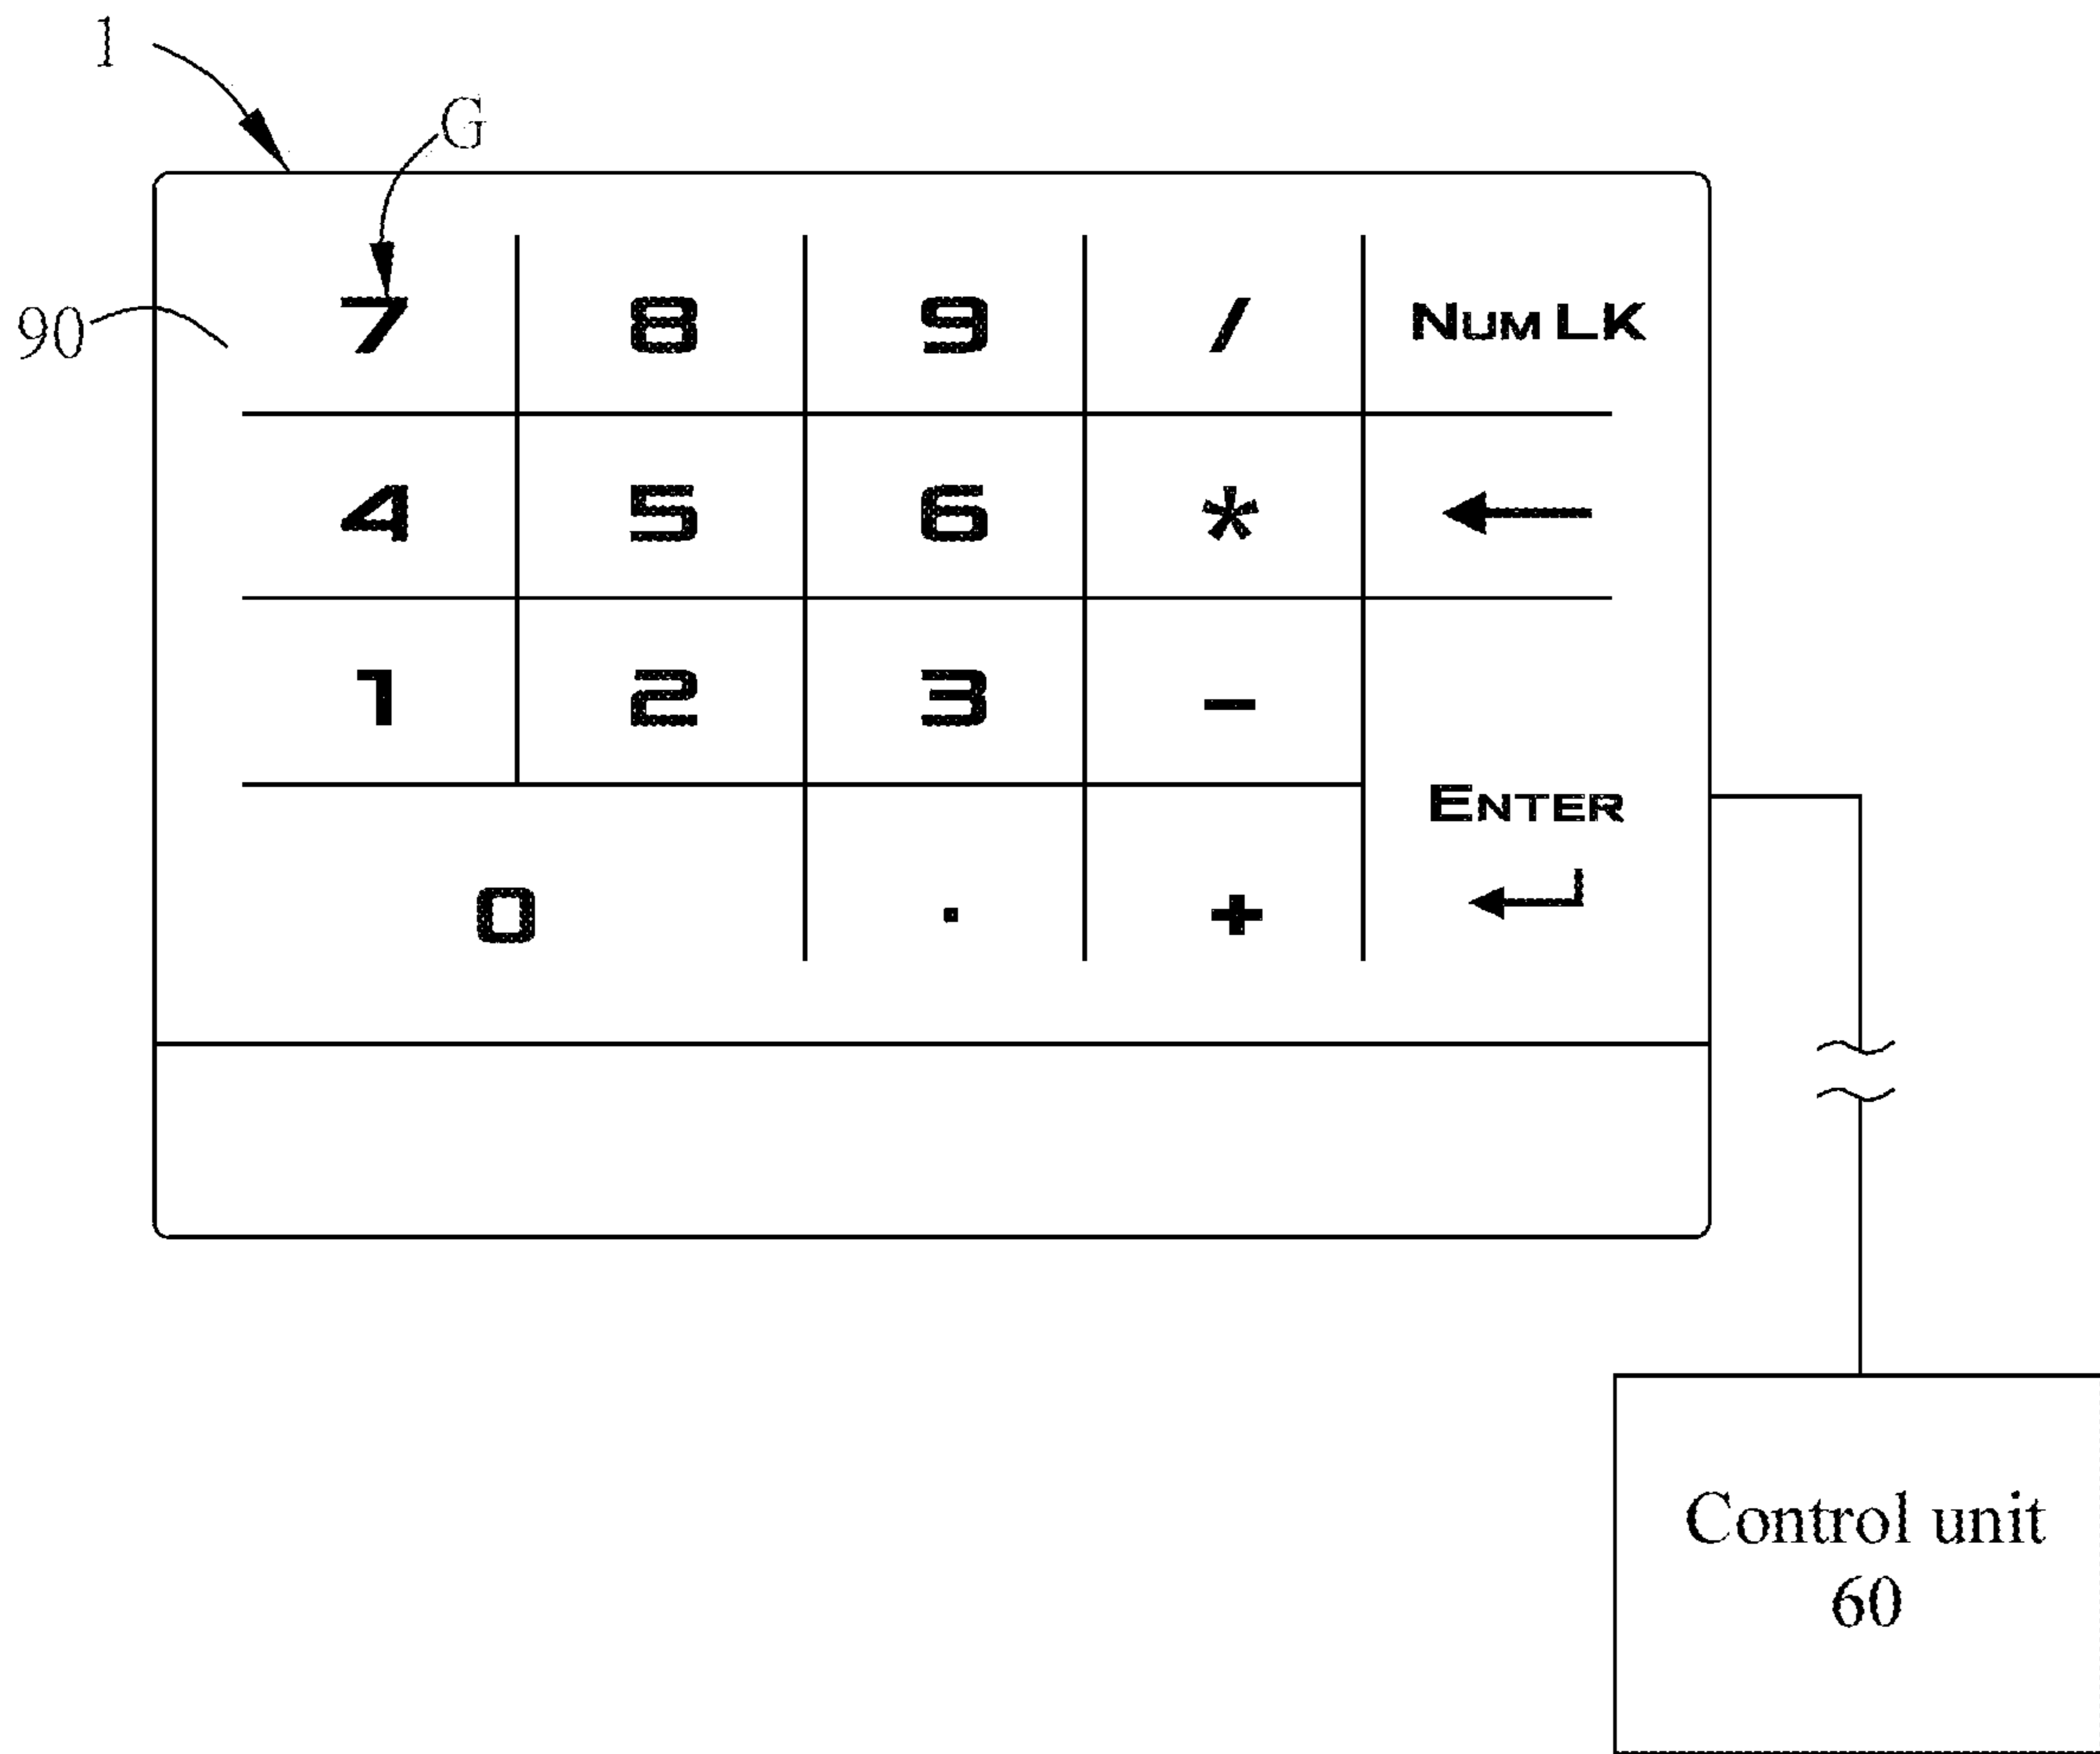 1
G
90
7 8 9 / NUM LK
4 5 6 * ←
1 2 3 -
ENTER
0 . + ↵
Control unit
60